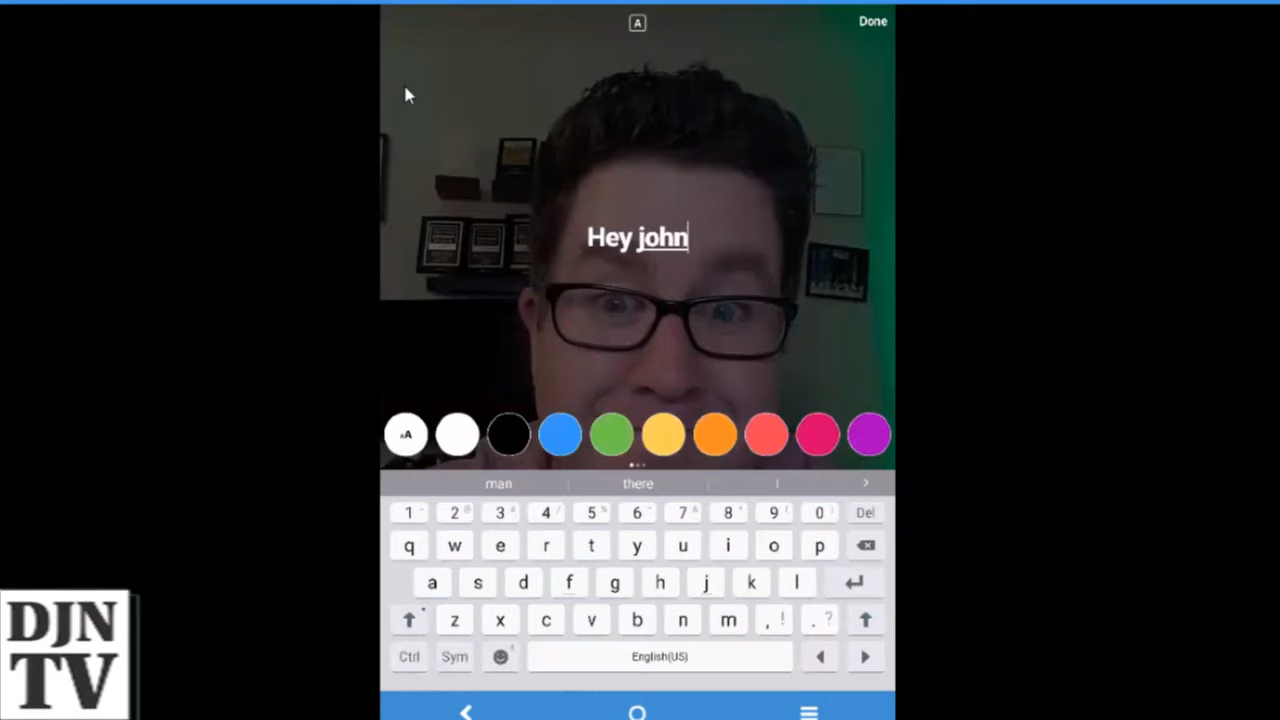 A
Done
Hey john
AA
man there I
1 2 3 4 5 6 7 8 9 0 Del
q w e r t y u i o p
a s d f g h j k l
z x c v b n m , ! . ?
Ctrl Sym English(US)
DJN
TV